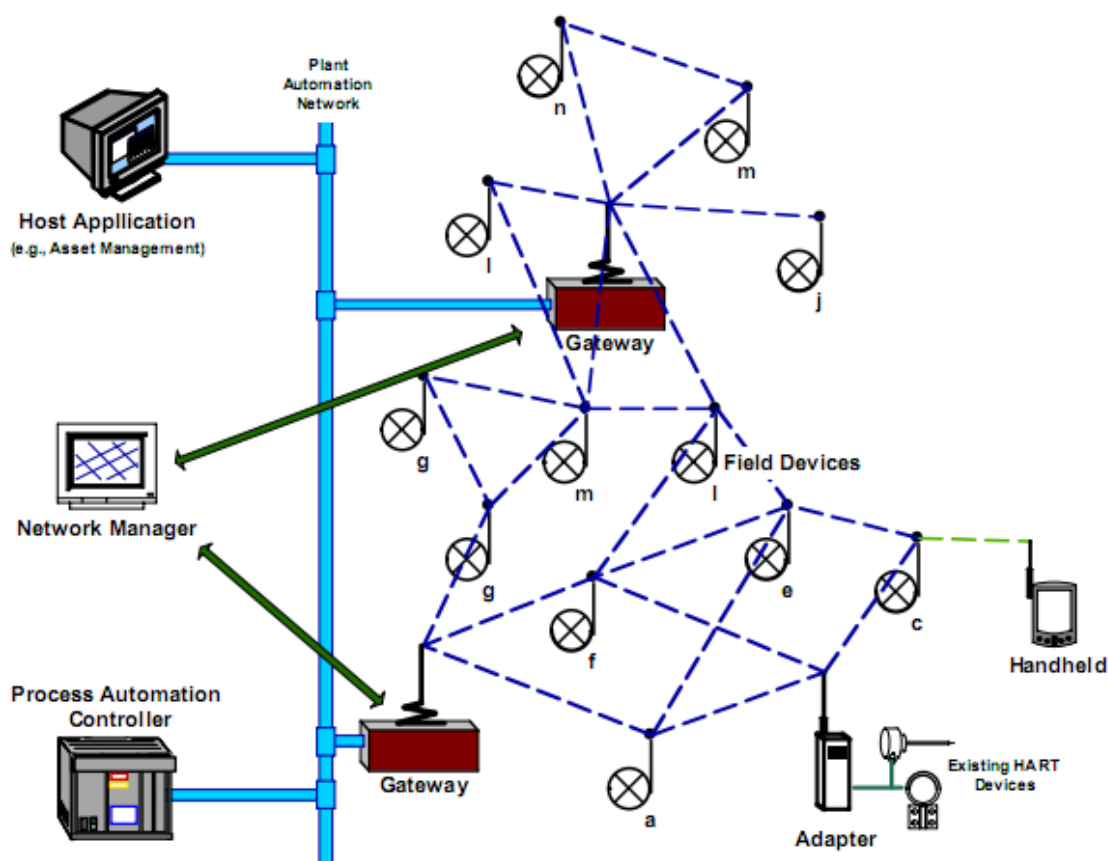 Plant
Automation
Network
n
m
Host Appllication
(e.g., Asset Management)
l
j
Gateway
g
m
l
Field Devices
Network Manager
g
e
c
f
Handheld
Process Automation
Controller
Gateway
a
Existing HART
Devices
Adapter